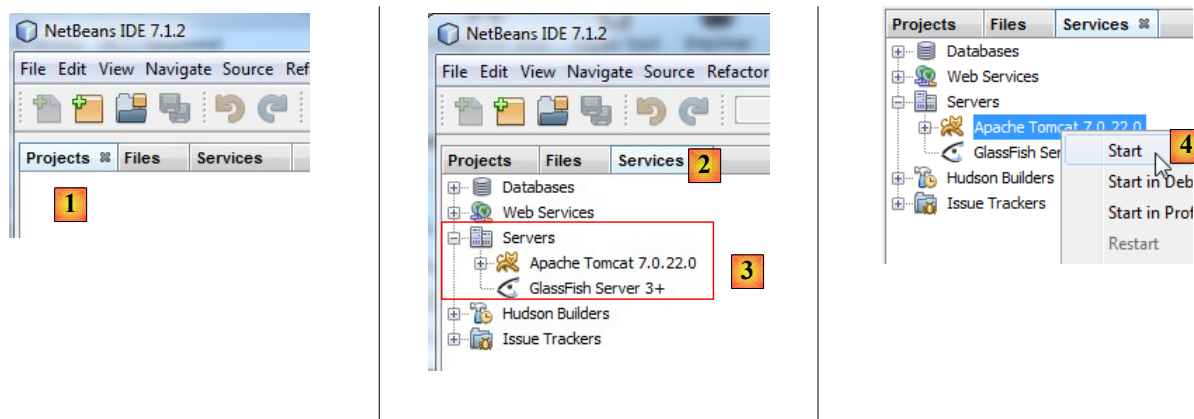 NetBeans IDE 7.1.2
File Edit View Navigate Source Ref
Projects Files Services
1
NetBeans IDE 7.1.2
File Edit View Navigate Source Refactor
Projects Files Services
2
Databases
Web Services
Servers
Apache Tomcat 7.0.22.0
GlassFish Server 3+
3
Hudson Builders
Issue Trackers
Projects Files Services
Databases
Web Services
Servers
Apache Tomcat 7.0.22.0
GlassFish Ser
Hudson Builders
Issue Trackers
Start
4
Start in Deb
Start in Prof
Restart